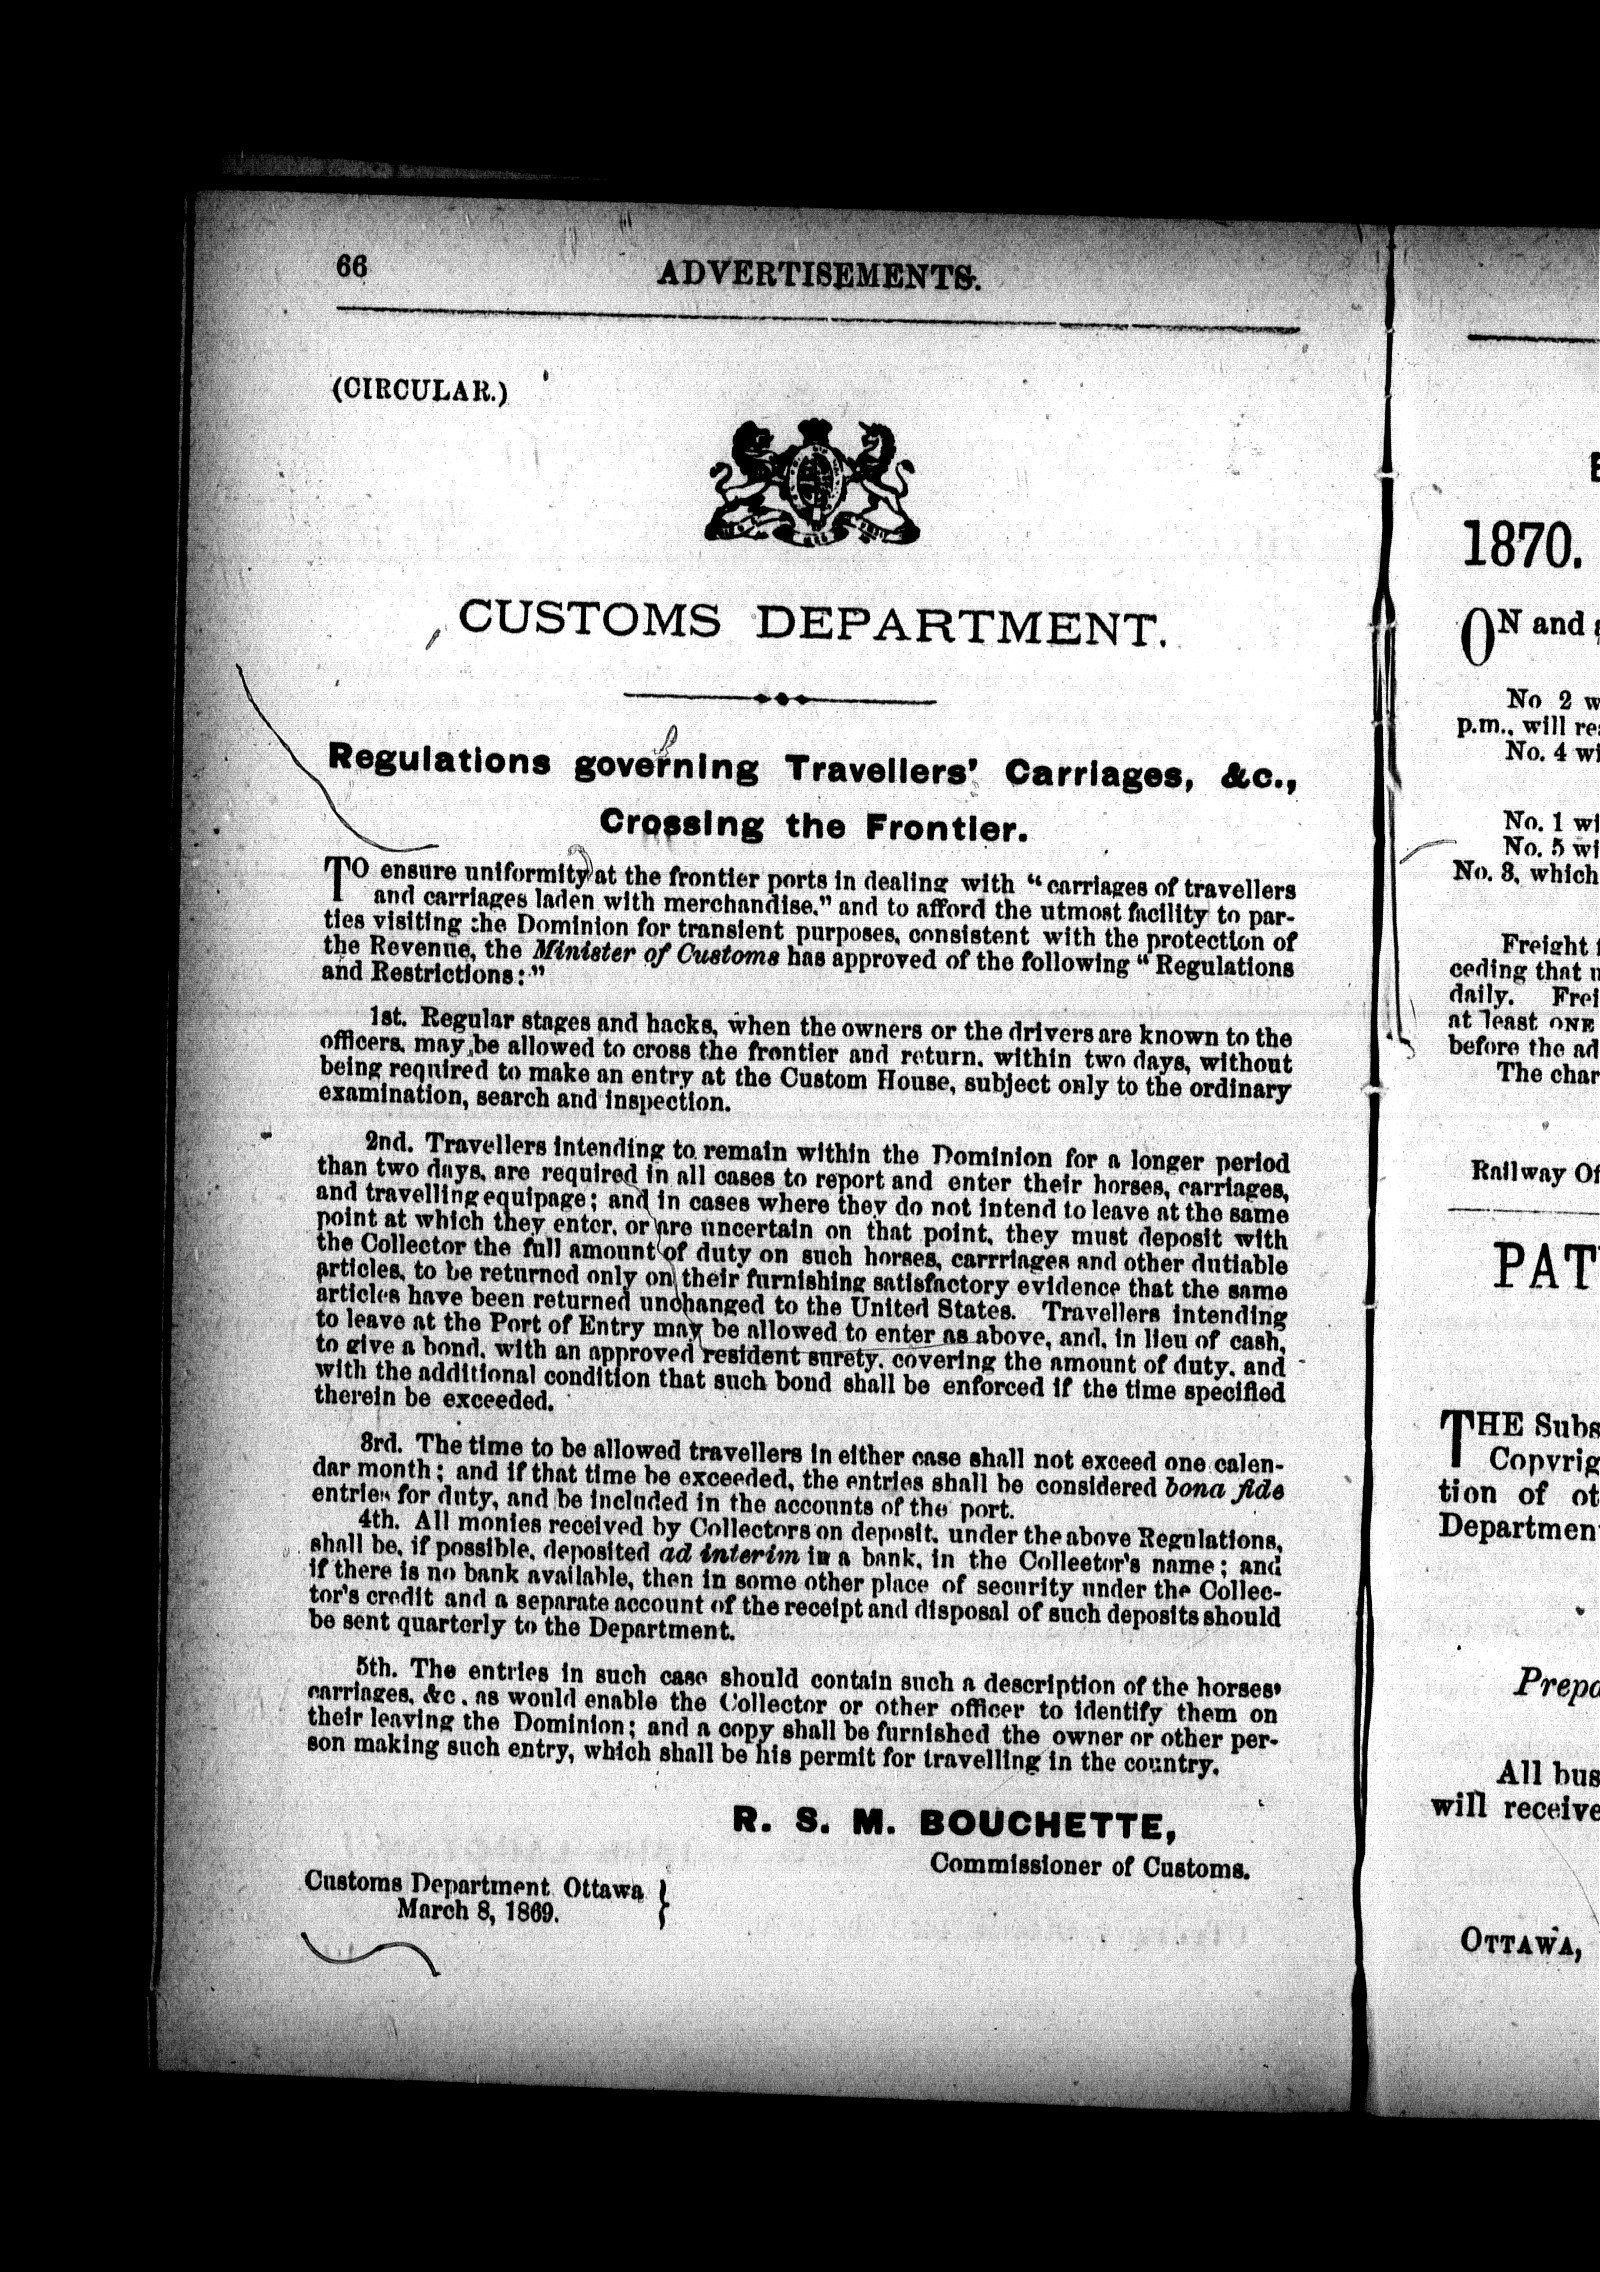 66 ADVERTISEMENTS.
(CIRCULAR.)
CUSTOMS DEPARTMENT.
Regulations governing Travellers' Carriages, &c.,
Crossing the Frontier.
TO ensure uniformity at the frontier ports in dealing with "carriages of travellers
and carriages laden with merchandise," and to afford the utmost facility to par-
ties visiting the Dominion for transient purposes, consistent with the protection of
the Revenue, the Minister of Customs has approved of the following "Regulations
and Restrictions:"
1st. Regular stages and hacks, when the owners or the drivers are known to the
officers, may be allowed to cross the frontier and return, within two days, without
being required to make an entry at the Custom House, subject only to the ordinary
examination, search and inspection.
2nd. Travellers intending to remain within the Dominion for a longer period
than two days, are required in all cases to report and enter their horses, carriages,
and travelling equipage; and in cases where they do not intend to leave at the same
point at which they enter, or are uncertain on that point, they must deposit with
the Collector the full amount of duty on such horses, carrriages and other dutiable
articles, to be returned only on their furnishing satisfactory evidence that the same
articles have been returned unchanged to the United States. Travellers intending
to leave at the Port of Entry may be allowed to enter as above, and, in lieu of cash,
to give a bond, with an approved resident surety, covering the amount of duty, and
with the additional condition that such bond shall be enforced if the time specified
therein be exceeded.
3rd. The time to be allowed travellers in either case shall not exceed one calen-
dar month; and if that time be exceeded, the entries shall be considered bona fide
entries for duty, and be included in the accounts of the port.
4th. All monies received by Collectors on deposit, under the above Regulations,
shall be, if possible, deposited ad interim in a bank, in the Colleetor's name; and
if there is no bank available, then in some other place of security under the Collec-
tor's credit and a separate account of the receipt and disposal of such deposits should
be sent quarterly to the Department.
5th. The entries in such case should contain such a description of the horses,
carriages, &c., as would enable the Collector or other officer to identify them on
their leaving the Dominion; and a copy shall be furnished the owner or other per-
son making such entry, which shall be his permit for travelling in the country.
R. S. M. BOUCHETTE,
Commissioner of Customs.
Customs Department Ottawa }
March 8, 1869.
1870.
ON and
No 2 w
p.m., will re
No. 4 wi
No. 1 wi
No. 5 wi
No. 3, which
Freight
ceding that
daily. Frei
at least ONE
before the ad
The char
Railway Of
PAT
THE Subs
Copyrig
tion of ot
Departmen
Prepa
All bus
will receive
OTTAWA,